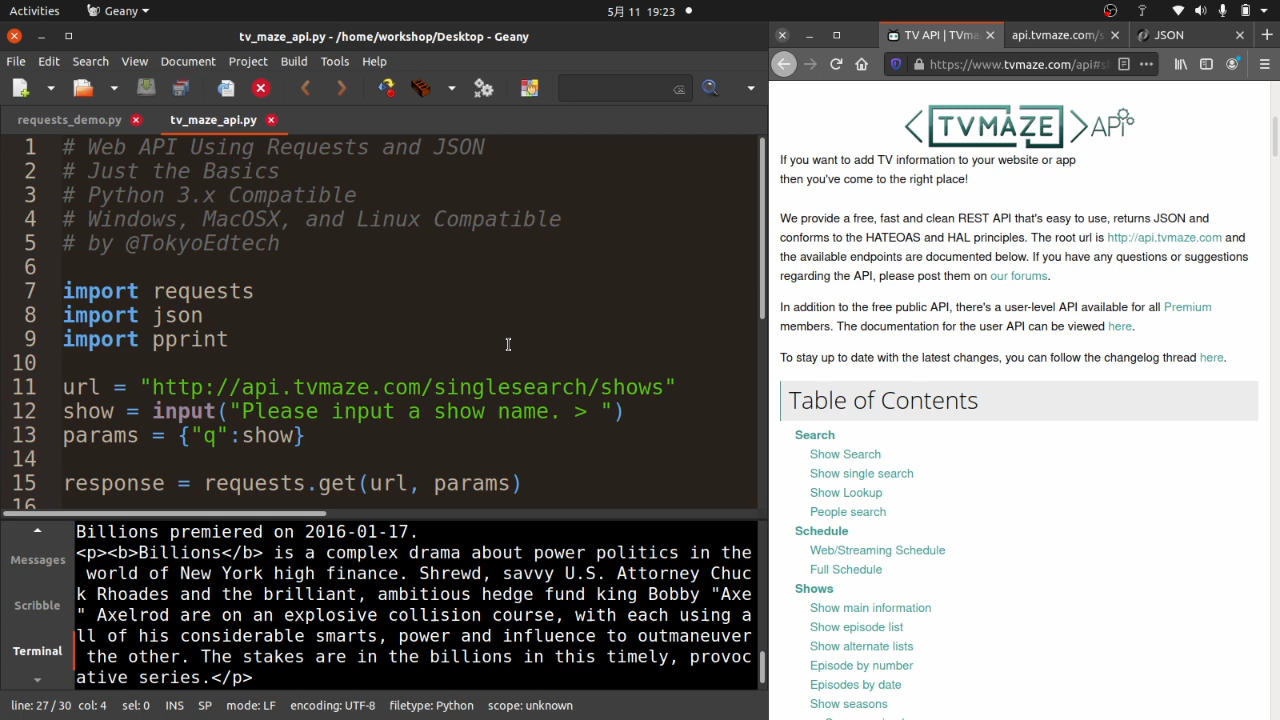 Activities
Geany
5月 11 19:23
tv_maze_api.py - /home/workshop/Desktop - Geany
File Edit Search View Document Project Build Tools Help
requests_demo.py
tv_maze_api.py
1 # Web API Using Requests and JSON
2 # Just the Basics
3 # Python 3.x Compatible
4 # Windows, MacOSX, and Linux Compatible
5 # by @TokyoEdtech
6
7 import requests
8 import json
9 import pprint
10
11 url = "http://api.tvmaze.com/singlesearch/shows"
12 show = input("Please input a show name. > ")
13 params = {"q":show}
14
15 response = requests.get(url, params)
16
Messages
Scribble
Terminal
Billions premiered on 2016-01-17.
<p><b>Billions</b> is a complex drama about power politics in the
world of New York high finance. Shrewd, savvy U.S. Attorney Chuc
k Rhoades and the brilliant, ambitious hedge fund king Bobby "Axe
" Axelrod are on an explosive collision course, with each using a
ll of his considerable smarts, power and influence to outmaneuver
the other. The stakes are in the billions in this timely, provoc
ative series.</p>
line: 27 / 30 col: 4 sel: 0 INS SP mode: LF encoding: UTF-8 filetype: Python scope: unknown
TV API | TVma
api.tvmaze.com/s
JSON
https://www.tvmaze.com/api#s
TVMAZE API
If you want to add TV information to your website or app
then you've come to the right place!
We provide a free, fast and clean REST API that's easy to use, returns JSON and
conforms to the HATEOAS and HAL principles. The root url is http://api.tvmaze.com and
the available endpoints are documented below. If you have any questions or suggestions
regarding the API, please post them on our forums.
In addition to the free public API, there's a user-level API available for all Premium
members. The documentation for the user API can be viewed here.
To stay up to date with the latest changes, you can follow the changelog thread here.
Table of Contents
Search
Show Search
Show single search
Show Lookup
People search
Schedule
Web/Streaming Schedule
Full Schedule
Shows
Show main information
Show episode list
Show alternate lists
Episode by number
Episodes by date
Show seasons